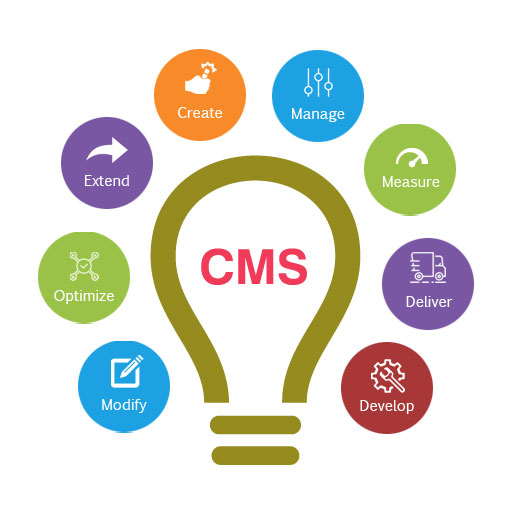 Create
Manage
Extend
Measure
CMS
Optimize
Deliver
Modify
Develop